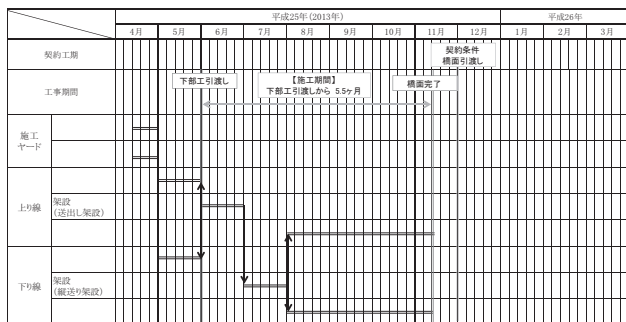 平成25年(2013年)
平成26年
4月 5月 6月 7月 8月 9月 10月 11月 12月 1月 2月 3月
契約工期
契約条件
橋面引渡し
工事期間
下部工引渡し
【施工期間】
下部工引渡しから 5.5ヶ月
橋面完了
施工
ヤード
上り線
架設
(送出し架設)
下り線
架設
(縦送り架設)